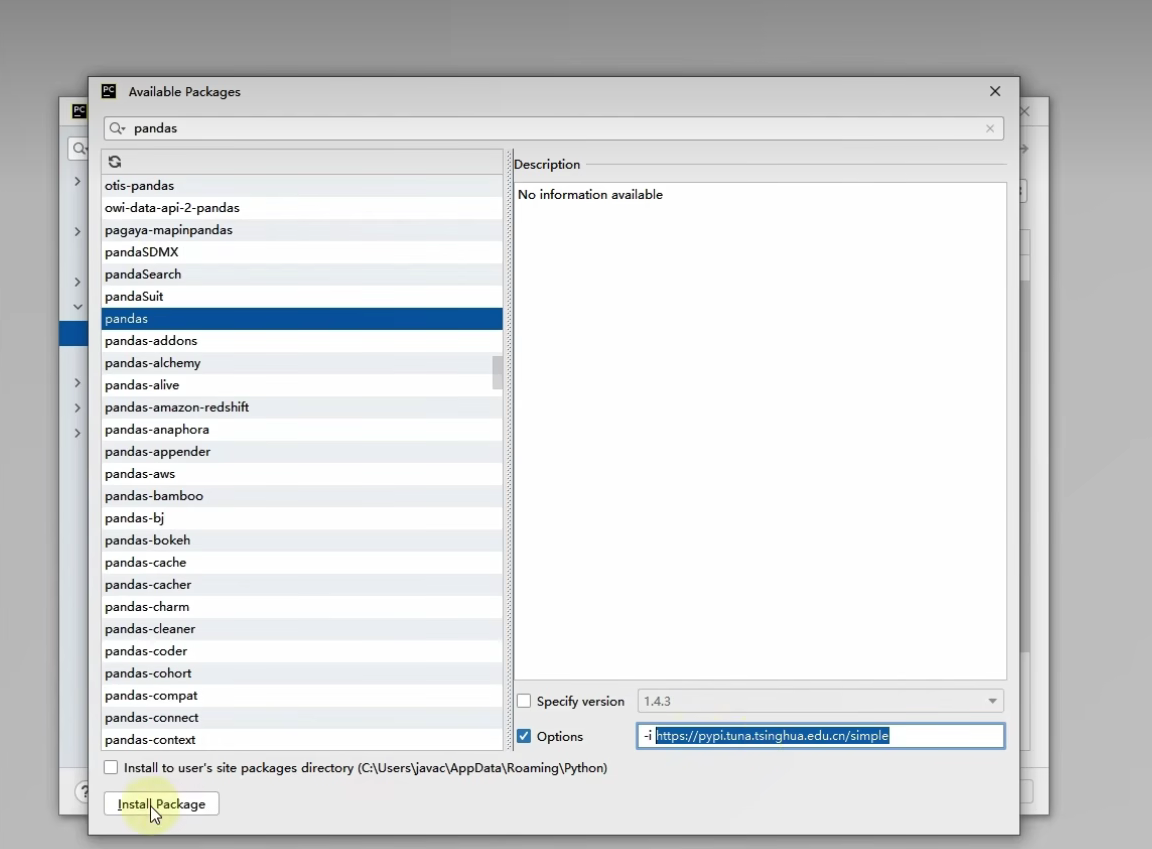 PC
Available Packages
PC
pandas
Description
otis-pandas
No information available
owi-data-api-2-pandas
pagaya-mapinpandas
pandaSDMX
pandaSearch
pandaSuit
pandas
pandas-addons
pandas-alchemy
pandas-alive
pandas-amazon-redshift
pandas-anaphora
pandas-appender
pandas-aws
pandas-bamboo
pandas-bj
pandas-bokeh
pandas-cache
pandas-cacher
pandas-charm
pandas-cleaner
pandas-coder
pandas-cohort
pandas-compat
pandas-connect
pandas-context
Specify version
1.4.3
Options
-i https://pypi.tuna.tsinghua.edu.cn/simple
Install to user's site packages directory (C:\Users\javac\AppData\Roaming\Python)
?
Install Package